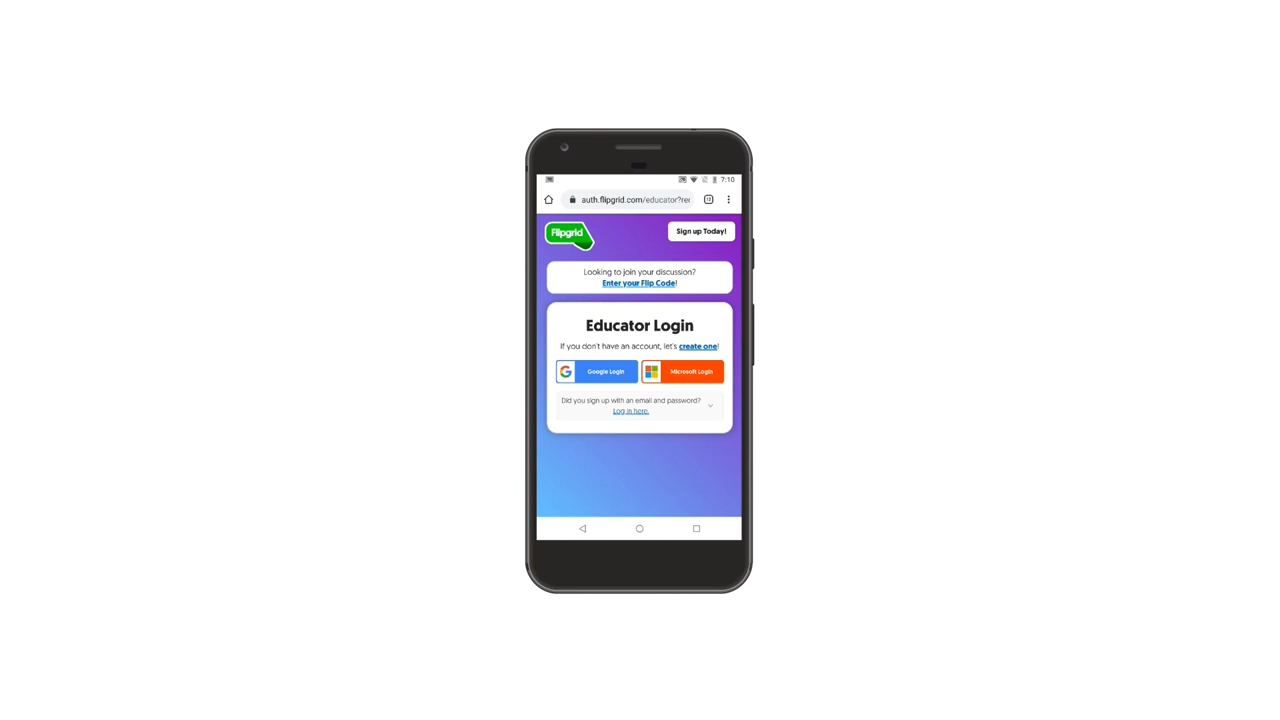 7:10
auth.flipgrid.com/educator?re
Flipgrid
Sign up Today!
Looking to join your discussion?
Enter your Flip Code!
Educator Login
If you don't have an account, let's create one!
Google Login
Microsoft Login
Did you sign up with an email and password?
Log in here.